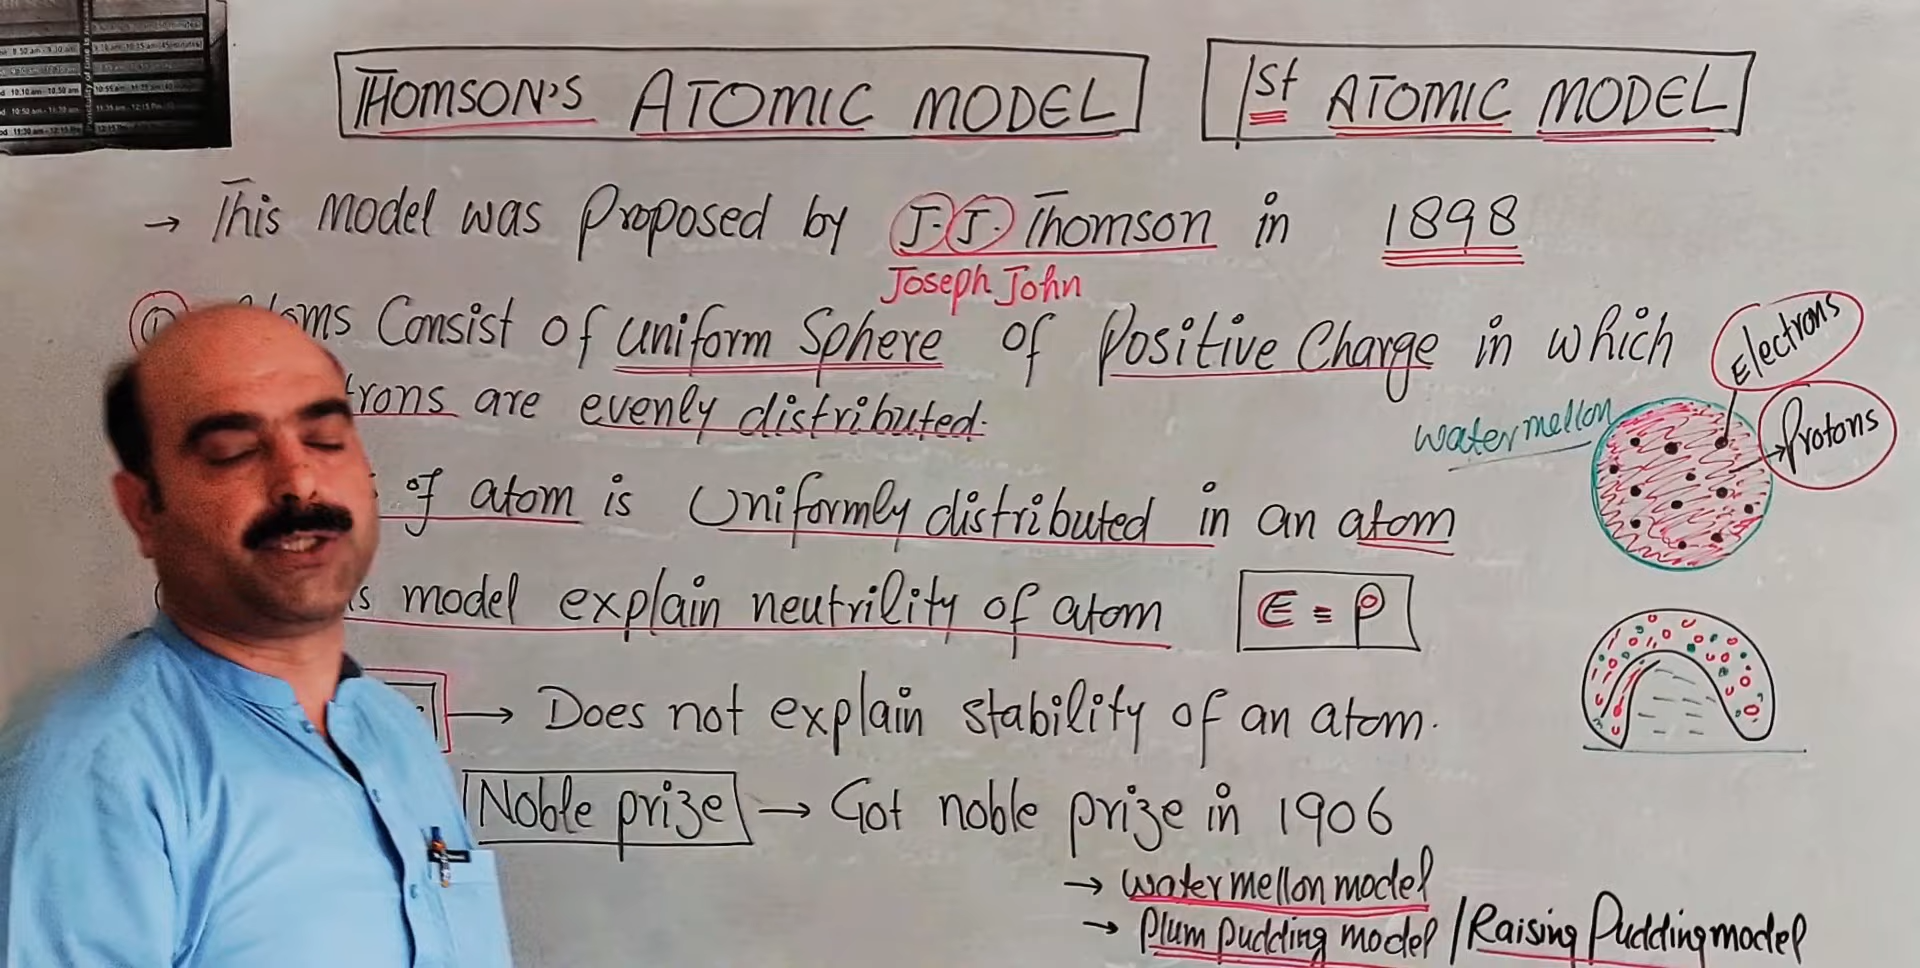 THOMSON'S ATOMIC MODEL
1st ATOMIC MODEL
→ This model was proposed by J.J. Thomson in 1898
Joseph John
oms Consist of uniform Sphere of Positive Charge in which
rons are evenly distributed.
of atom is Uniformly distributed in an atom
s model explain neutrility of atom E = P
→ Does not explain stability of an atom.
Noble prize → Got noble prize in 1906
→ watermellon model
→ Plum pudding model / Raising Pudding model
Electrons
watermellon
Protons